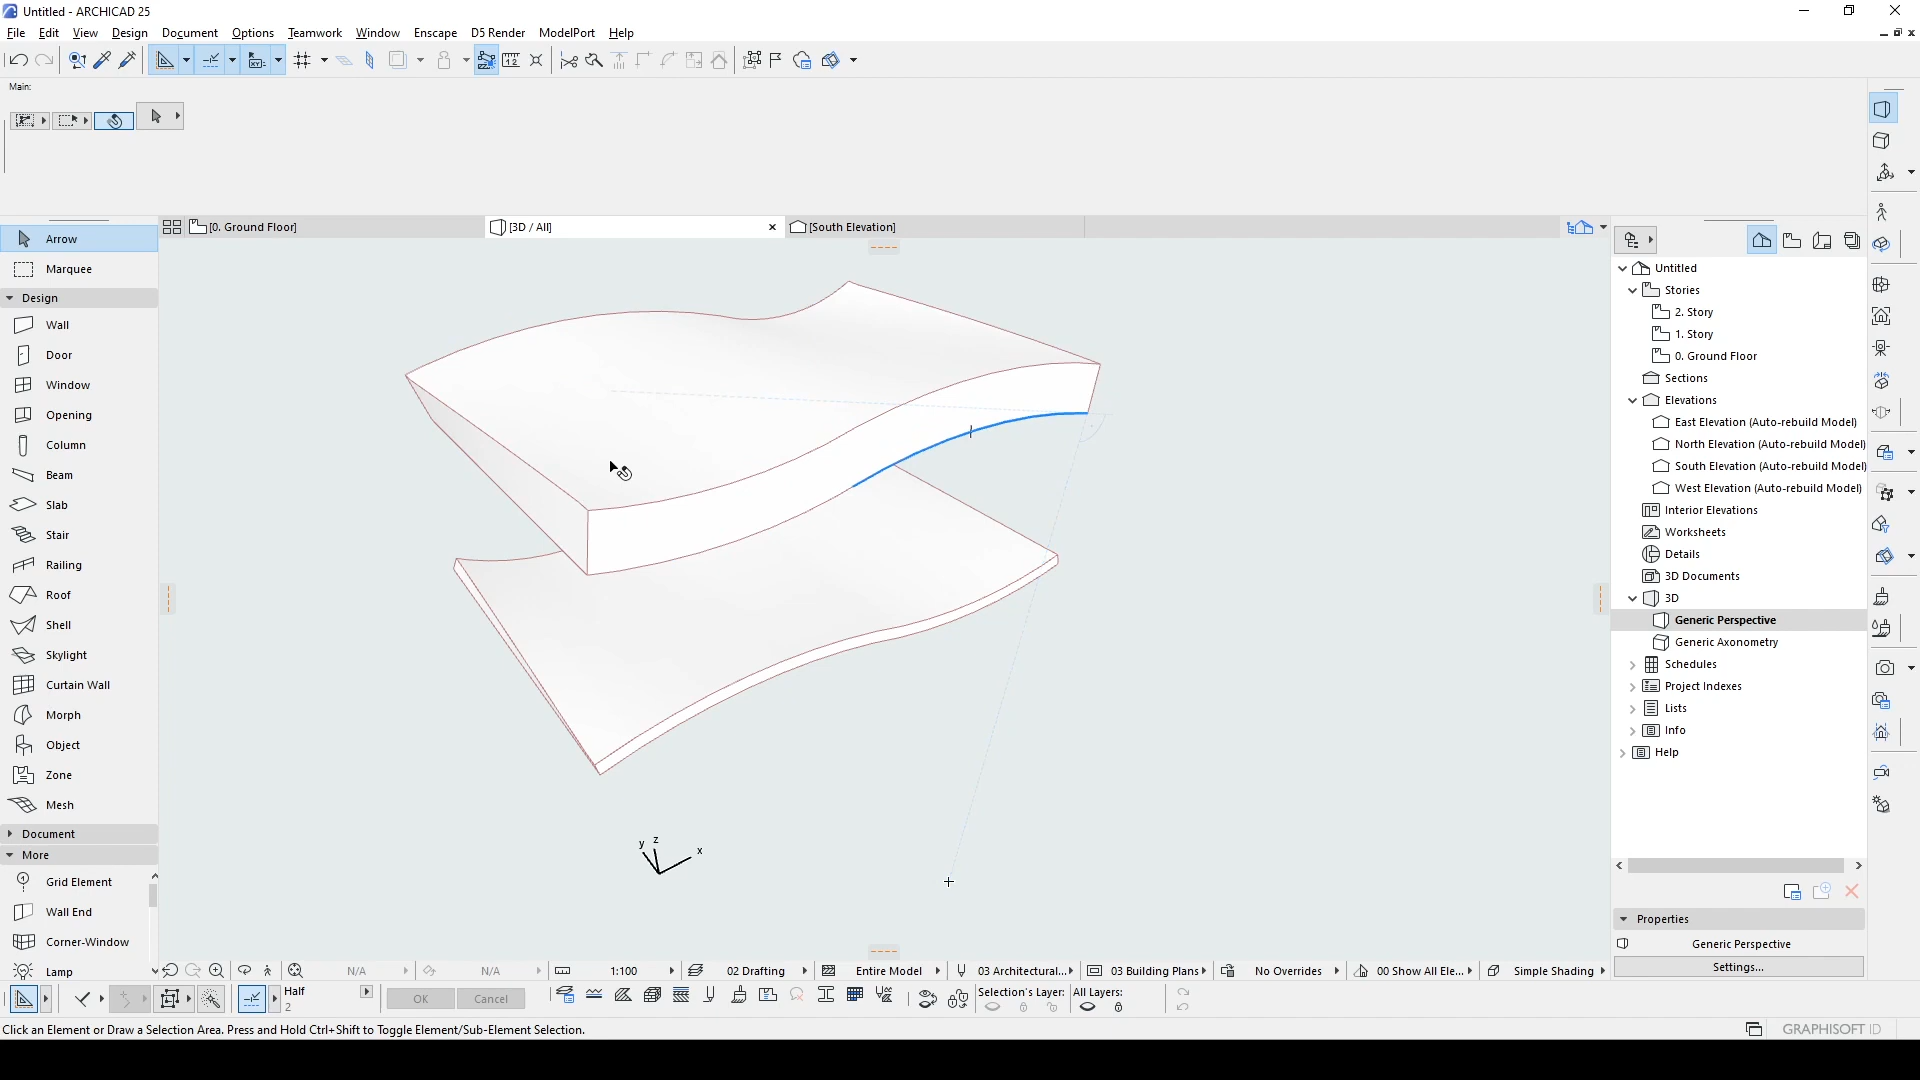 Untitled - ARCHICAD 25
File Edit View Design Document Options Teamwork Window Enscape D5 Render ModelPort Help
Main:
[0. Ground Floor]
[3D / All]
[South Elevation]
Arrow
Marquee
Design
Wall
Door
Window
Opening
Column
Beam
Slab
Stair
Railing
Roof
Shell
Skylight
Curtain Wall
Morph
Object
Zone
Mesh
Document
More
Grid Element
Wall End
Corner-Window
Lamp
y z x
Untitled
Stories
2. Story
1. Story
0. Ground Floor
Sections
Elevations
East Elevation (Auto-rebuild Model)
North Elevation (Auto-rebuild Model)
South Elevation (Auto-rebuild Model)
West Elevation (Auto-rebuild Model)
Interior Elevations
Worksheets
Details
3D Documents
3D
Generic Perspective
Generic Axonometry
Schedules
Project Indexes
Lists
Info
Help
Properties
Generic Perspective
Settings...
N/A N/A 1:100 02 Drafting Entire Model 03 Architectural... 03 Building Plans No Overrides 00 Show All Ele... Simple Shading
Half
2
OK Cancel
Selection's Layer: All Layers:
Click an Element or Draw a Selection Area. Press and Hold Ctrl+Shift to Toggle Element/Sub-Element Selection.
GRAPHISOFT ID